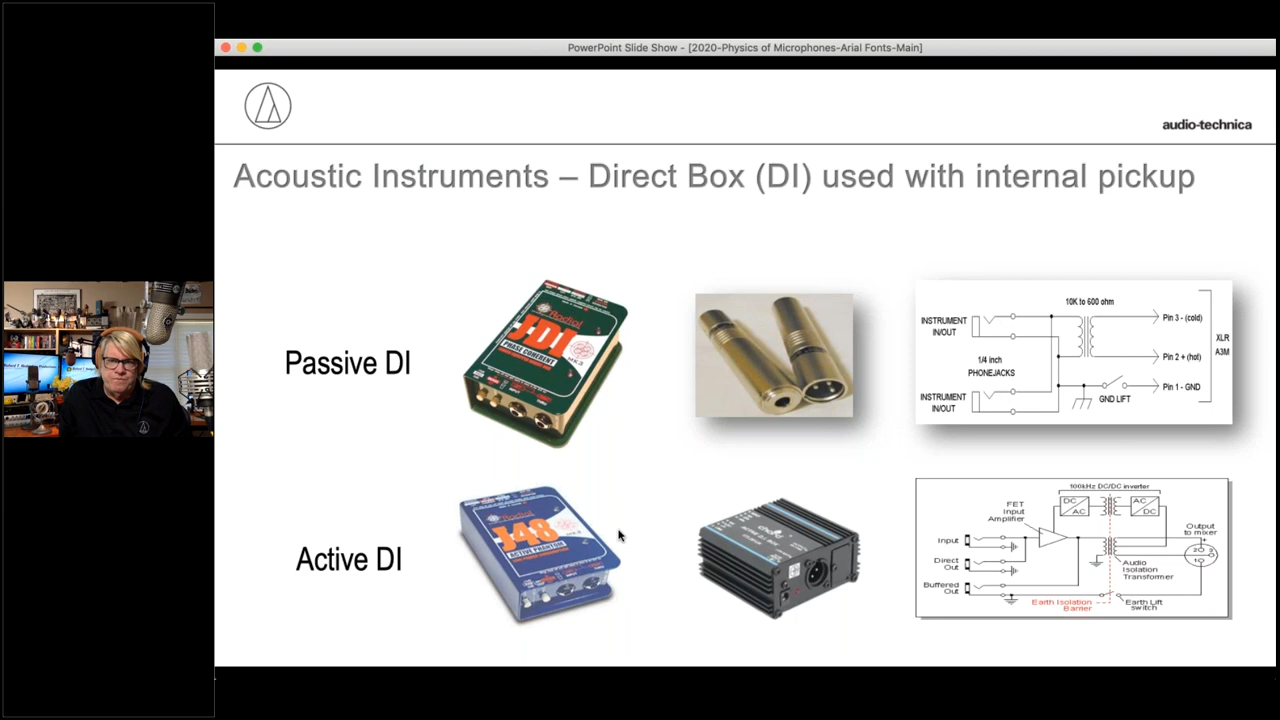 PowerPoint Slide Show - [2020-Physics of Microphones-Arial Fonts-Main]
audio-technica
Acoustic Instruments – Direct Box (DI) used with internal pickup
Passive DI
Radial
JDI
PHASE COHERENT
MK3
10K to 600 ohm
INSTRUMENT
IN/OUT
1/4 inch
PHONEJACKS
INSTRUMENT
IN/OUT
Pin 3 - (cold)
Pin 2 + (hot)
Pin 1 - GND
GND LIFT
XLR
A3M
Active DI
Radial
J48
ACTIVE PHANTOM
100kHz DC/DC inverter
FET
Input
Amplifier
DC
AC
AC
DC
Input
Direct
Out
Buffered
Out
Output
to mixer
2
3
1
Audio
Isolation
Transformer
Earth Isolation
Barrier
Earth Lift
switch